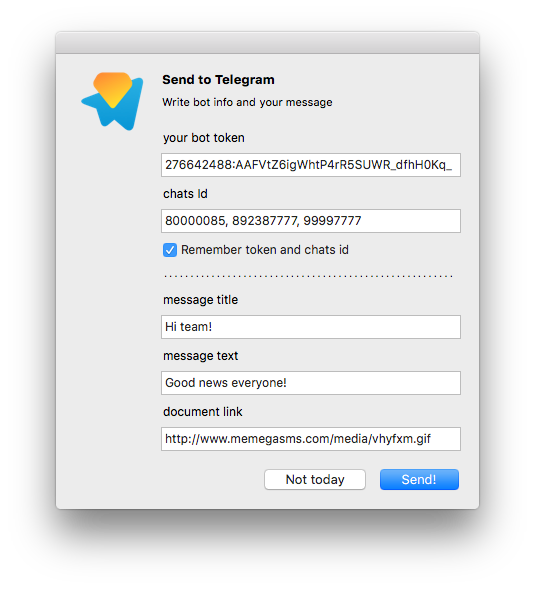 Send to Telegram
Write bot info and your message
your bot token
276642488:AAFVtZ6igWhtP4rR5SUWR_dfhH0Kq_
chats Id
80000085, 892387777, 99997777
Remember token and chats id
message title
Hi team!
message text
Good news everyone!
document link
http://www.memegasms.com/media/vhyfxm.gif
Not today
Send!